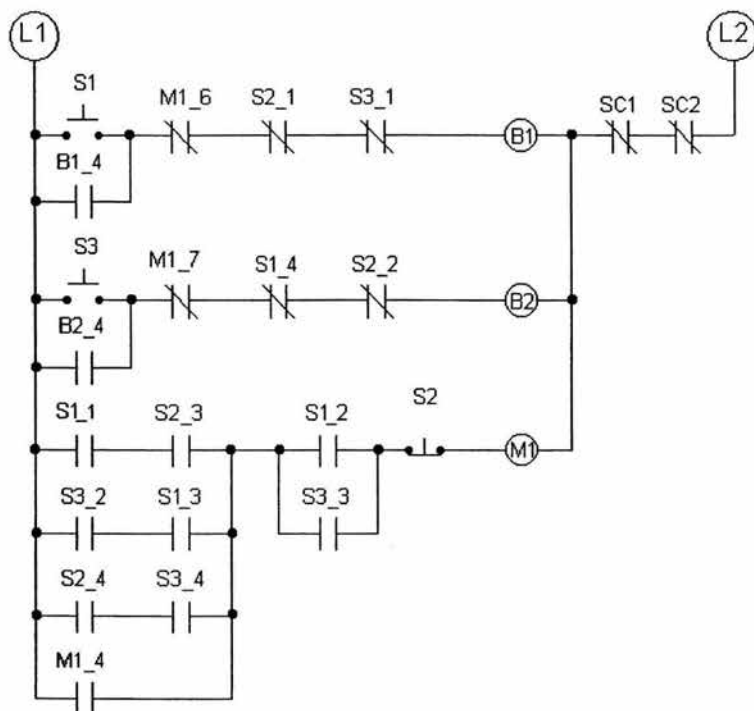 L1 L2
S1
M1_6 S2_1 S3_1 SC1 SC2
B1
B1_4
S3
M1_7 S1_4 S2_2
B2
B2_4
S1_1 S2_3 S1_2 S2
M1
S3_2 S1_3 S3_3
S2_4 S3_4
M1_4